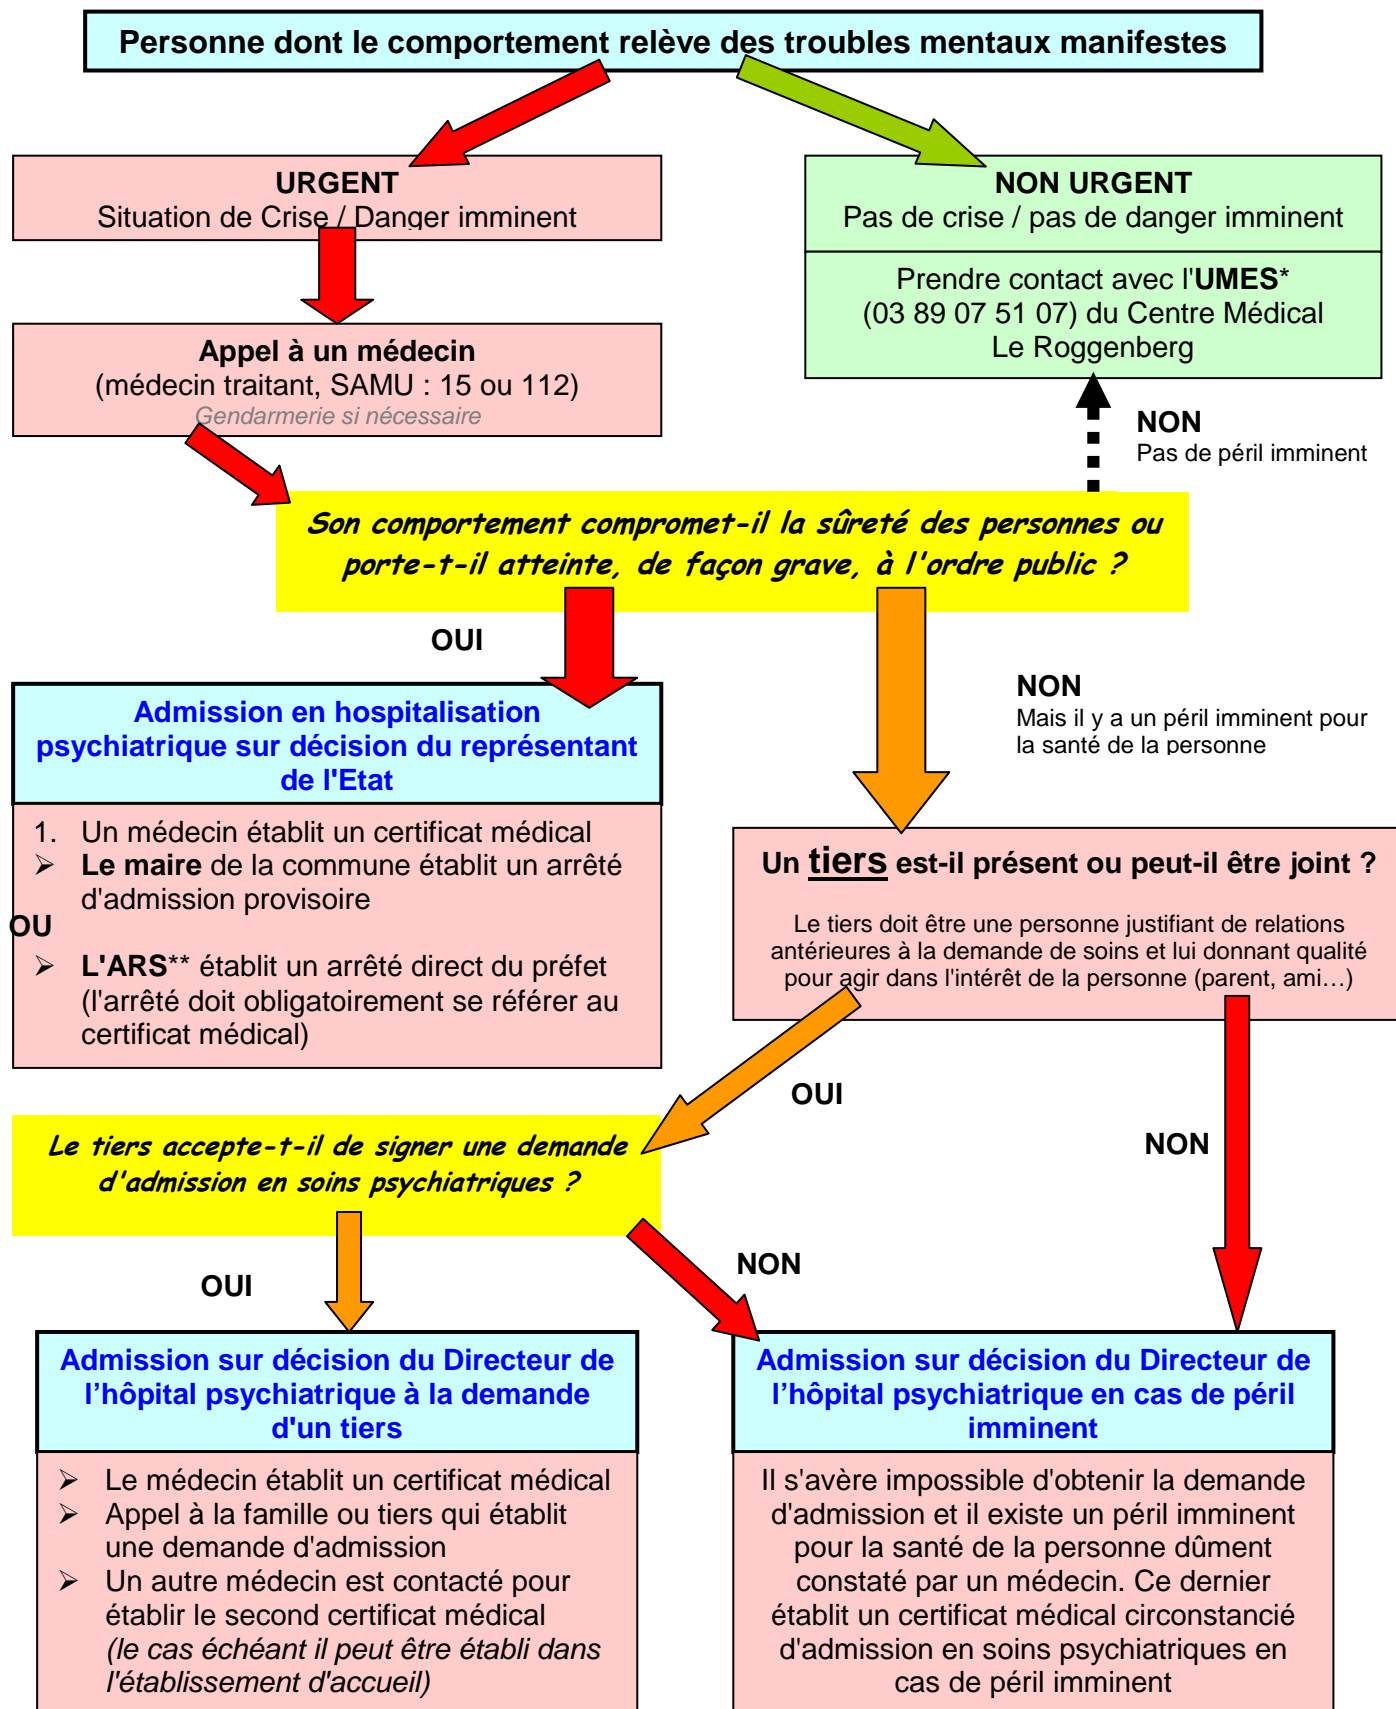 Personne dont le comportement relève des troubles mentaux manifestes
URGENT
Situation de Crise / Danger imminent
NON URGENT
Pas de crise / pas de danger imminent
Prendre contact avec l'UMES*
(03 89 07 51 07) du Centre Médical
Le Roggenberg
Appel à un médecin
(médecin traitant, SAMU : 15 ou 112)
Gendarmerie si nécessaire
NON
Pas de péril imminent
Son comportement compromet-il la sûreté des personnes ou
porte-t-il atteinte, de façon grave, à l'ordre public ?
OUI
NON
Mais il y a un péril imminent pour
la santé de la personne
Admission en hospitalisation
psychiatrique sur décision du représentant
de l'Etat
1. Un médecin établit un certificat médical
➢ Le maire de la commune établit un arrêté
d'admission provisoire
OU
➢ L'ARS** établit un arrêté direct du préfet
(l'arrêté doit obligatoirement se référer au
certificat médical)
Un tiers est-il présent ou peut-il être joint ?
Le tiers doit être une personne justifiant de relations
antérieures à la demande de soins et lui donnant qualité
pour agir dans l'intérêt de la personne (parent, ami…)
OUI
NON
Le tiers accepte-t-il de signer une demande
d'admission en soins psychiatriques ?
OUI
NON
Admission sur décision du Directeur de
l’hôpital psychiatrique à la demande
d'un tiers
➢ Le médecin établit un certificat médical
➢ Appel à la famille ou tiers qui établit
une demande d'admission
➢ Un autre médecin est contacté pour
établir le second certificat médical
(le cas échéant il peut être établi dans
l'établissement d'accueil)
Admission sur décision du Directeur de
l’hôpital psychiatrique en cas de péril
imminent
Il s'avère impossible d'obtenir la demande
d'admission et il existe un péril imminent
pour la santé de la personne dûment
constaté par un médecin. Ce dernier
établit un certificat médical circonstancié
d'admission en soins psychiatriques en
cas de péril imminent